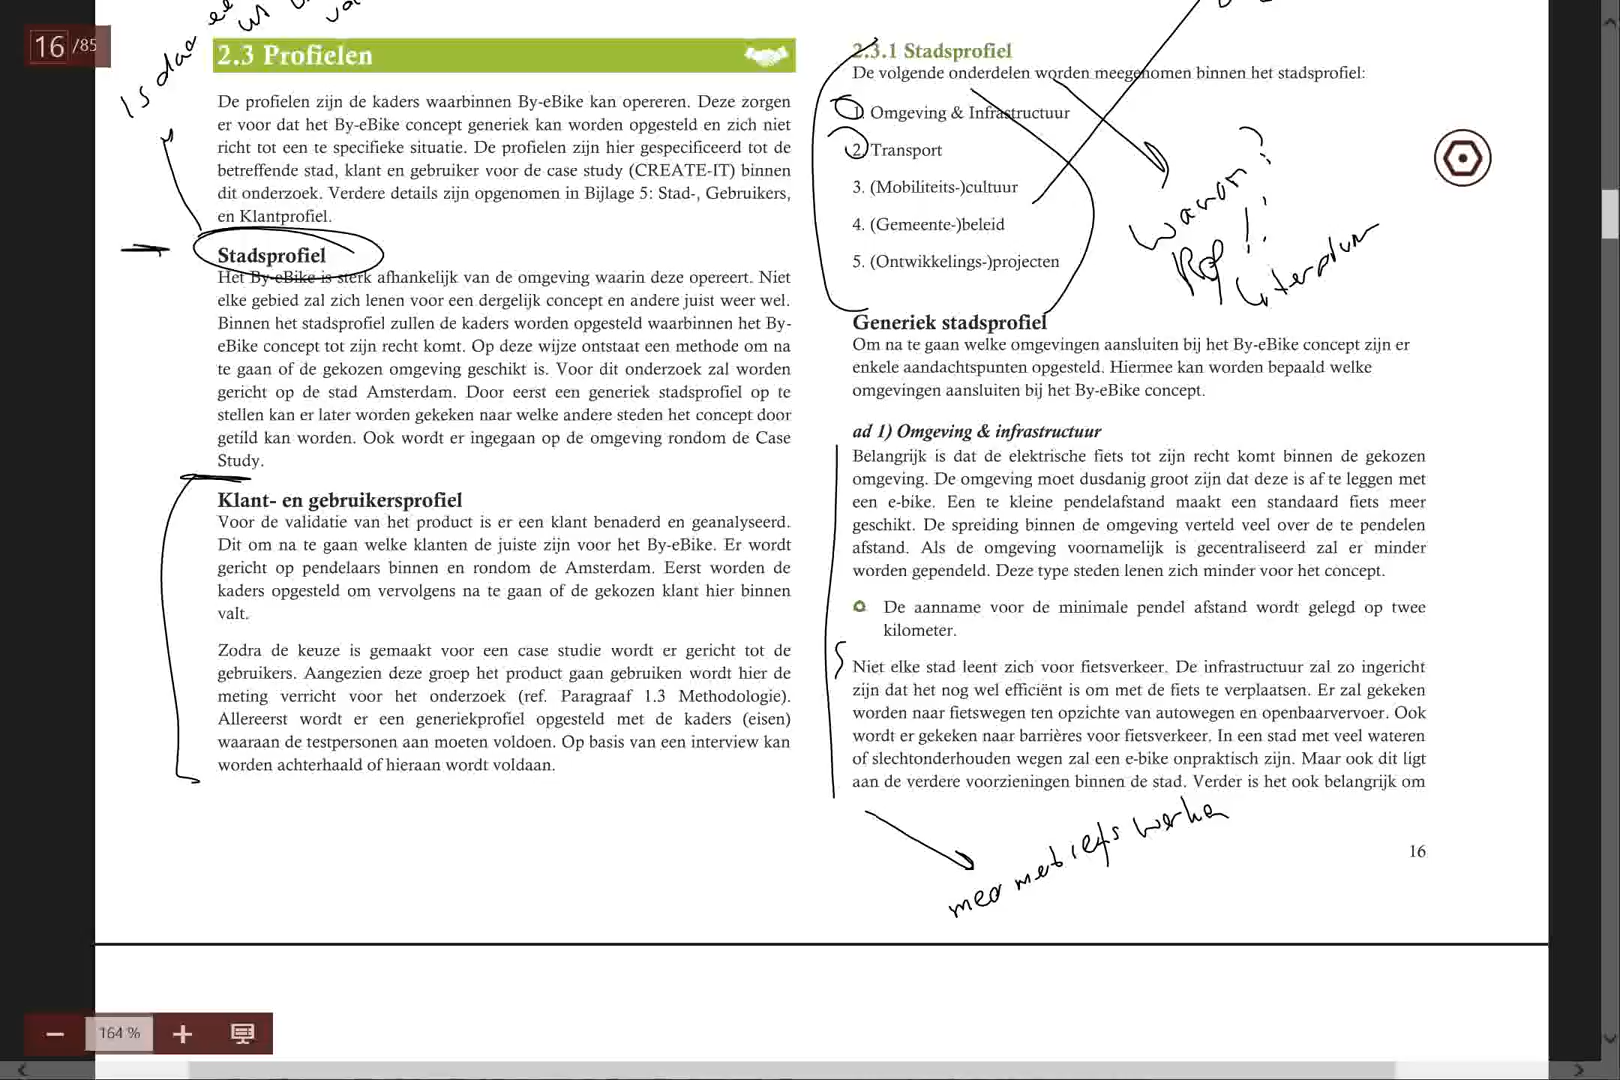 16 /85
Is daa
2.3 Profielen
De profielen zijn de kaders waarbinnen By-eBike kan opereren. Deze zorgen
er voor dat het By-eBike concept generiek kan worden opgesteld en zich niet
richt tot een te specifieke situatie. De profielen zijn hier gespecificeerd tot de
betreffende stad, klant en gebruiker voor de case study (CREATE-IT) binnen
dit onderzoek. Verdere details zijn opgenomen in Bijlage 5: Stad-, Gebruikers,
en Klantprofiel.
Stadsprofiel
Het By-eBike is sterk afhankelijk van de omgeving waarin deze opereert. Niet
elke gebied zal zich lenen voor een dergelijk concept en andere juist weer wel.
Binnen het stadsprofiel zullen de kaders worden opgesteld waarbinnen het By-
eBike concept tot zijn recht komt. Op deze wijze ontstaat een methode om na
te gaan of de gekozen omgeving geschikt is. Voor dit onderzoek zal worden
gericht op de stad Amsterdam. Door eerst een generiek stadsprofiel op te
stellen kan er later worden gekeken naar welke andere steden het concept door
getild kan worden. Ook wordt er ingegaan op de omgeving rondom de Case
Study.
Klant- en gebruikersprofiel
Voor de validatie van het product is er een klant benaderd en geanalyseerd.
Dit om na te gaan welke klanten de juiste zijn voor het By-eBike. Er wordt
gericht op pendelaars binnen en rondom de Amsterdam. Eerst worden de
kaders opgesteld om vervolgens na te gaan of de gekozen klant hier binnen
valt.
Zodra de keuze is gemaakt voor een case studie wordt er gericht tot de
gebruikers. Aangezien deze groep het product gaan gebruiken wordt hier de
meting verricht voor het onderzoek (ref. Paragraaf 1.3 Methodologie).
Allereerst wordt er een generiekprofiel opgesteld met de kaders (eisen)
waaraan de testpersonen aan moeten voldoen. Op basis van een interview kan
worden achterhaald of hieraan wordt voldaan.
2.3.1 Stadsprofiel
De volgende onderdelen worden meegenomen binnen het stadsprofiel:
1. Omgeving & Infrastructuur
2. Transport
3. (Mobiliteits-)cultuur
4. (Gemeente-)beleid
5. (Ontwikkelings-)projecten
Waarom?
Ref !!
Literatuur
Generiek stadsprofiel
Om na te gaan welke omgevingen aansluiten bij het By-eBike concept zijn er
enkele aandachtspunten opgesteld. Hiermee kan worden bepaald welke
omgevingen aansluiten bij het By-eBike concept.
ad 1) Omgeving & infrastructuur
Belangrijk is dat de elektrische fiets tot zijn recht komt binnen de gekozen
omgeving. De omgeving moet dusdanig groot zijn dat deze is af te leggen met
een e-bike. Een te kleine pendelafstand maakt een standaard fiets meer
geschikt. De spreiding binnen de omgeving verteld veel over de te pendelen
afstand. Als de omgeving voornamelijk is gecentraliseerd zal er minder
worden gependeld. Deze type steden lenen zich minder voor het concept.
De aanname voor de minimale pendel afstand wordt gelegd op twee
kilometer.
Niet elke stad leent zich voor fietsverkeer. De infrastructuur zal zo ingericht
zijn dat het nog wel efficiënt is om met de fiets te verplaatsen. Er zal gekeken
worden naar fietswegen ten opzichte van autowegen en openbaarvervoer. Ook
wordt er gekeken naar barrières voor fietsverkeer. In een stad met veel wateren
of slechtonderhouden wegen zal een e-bike onpraktisch zijn. Maar ook dit ligt
aan de verdere voorzieningen binnen de stad. Verder is het ook belangrijk om
meer met refs werken
16
164 %